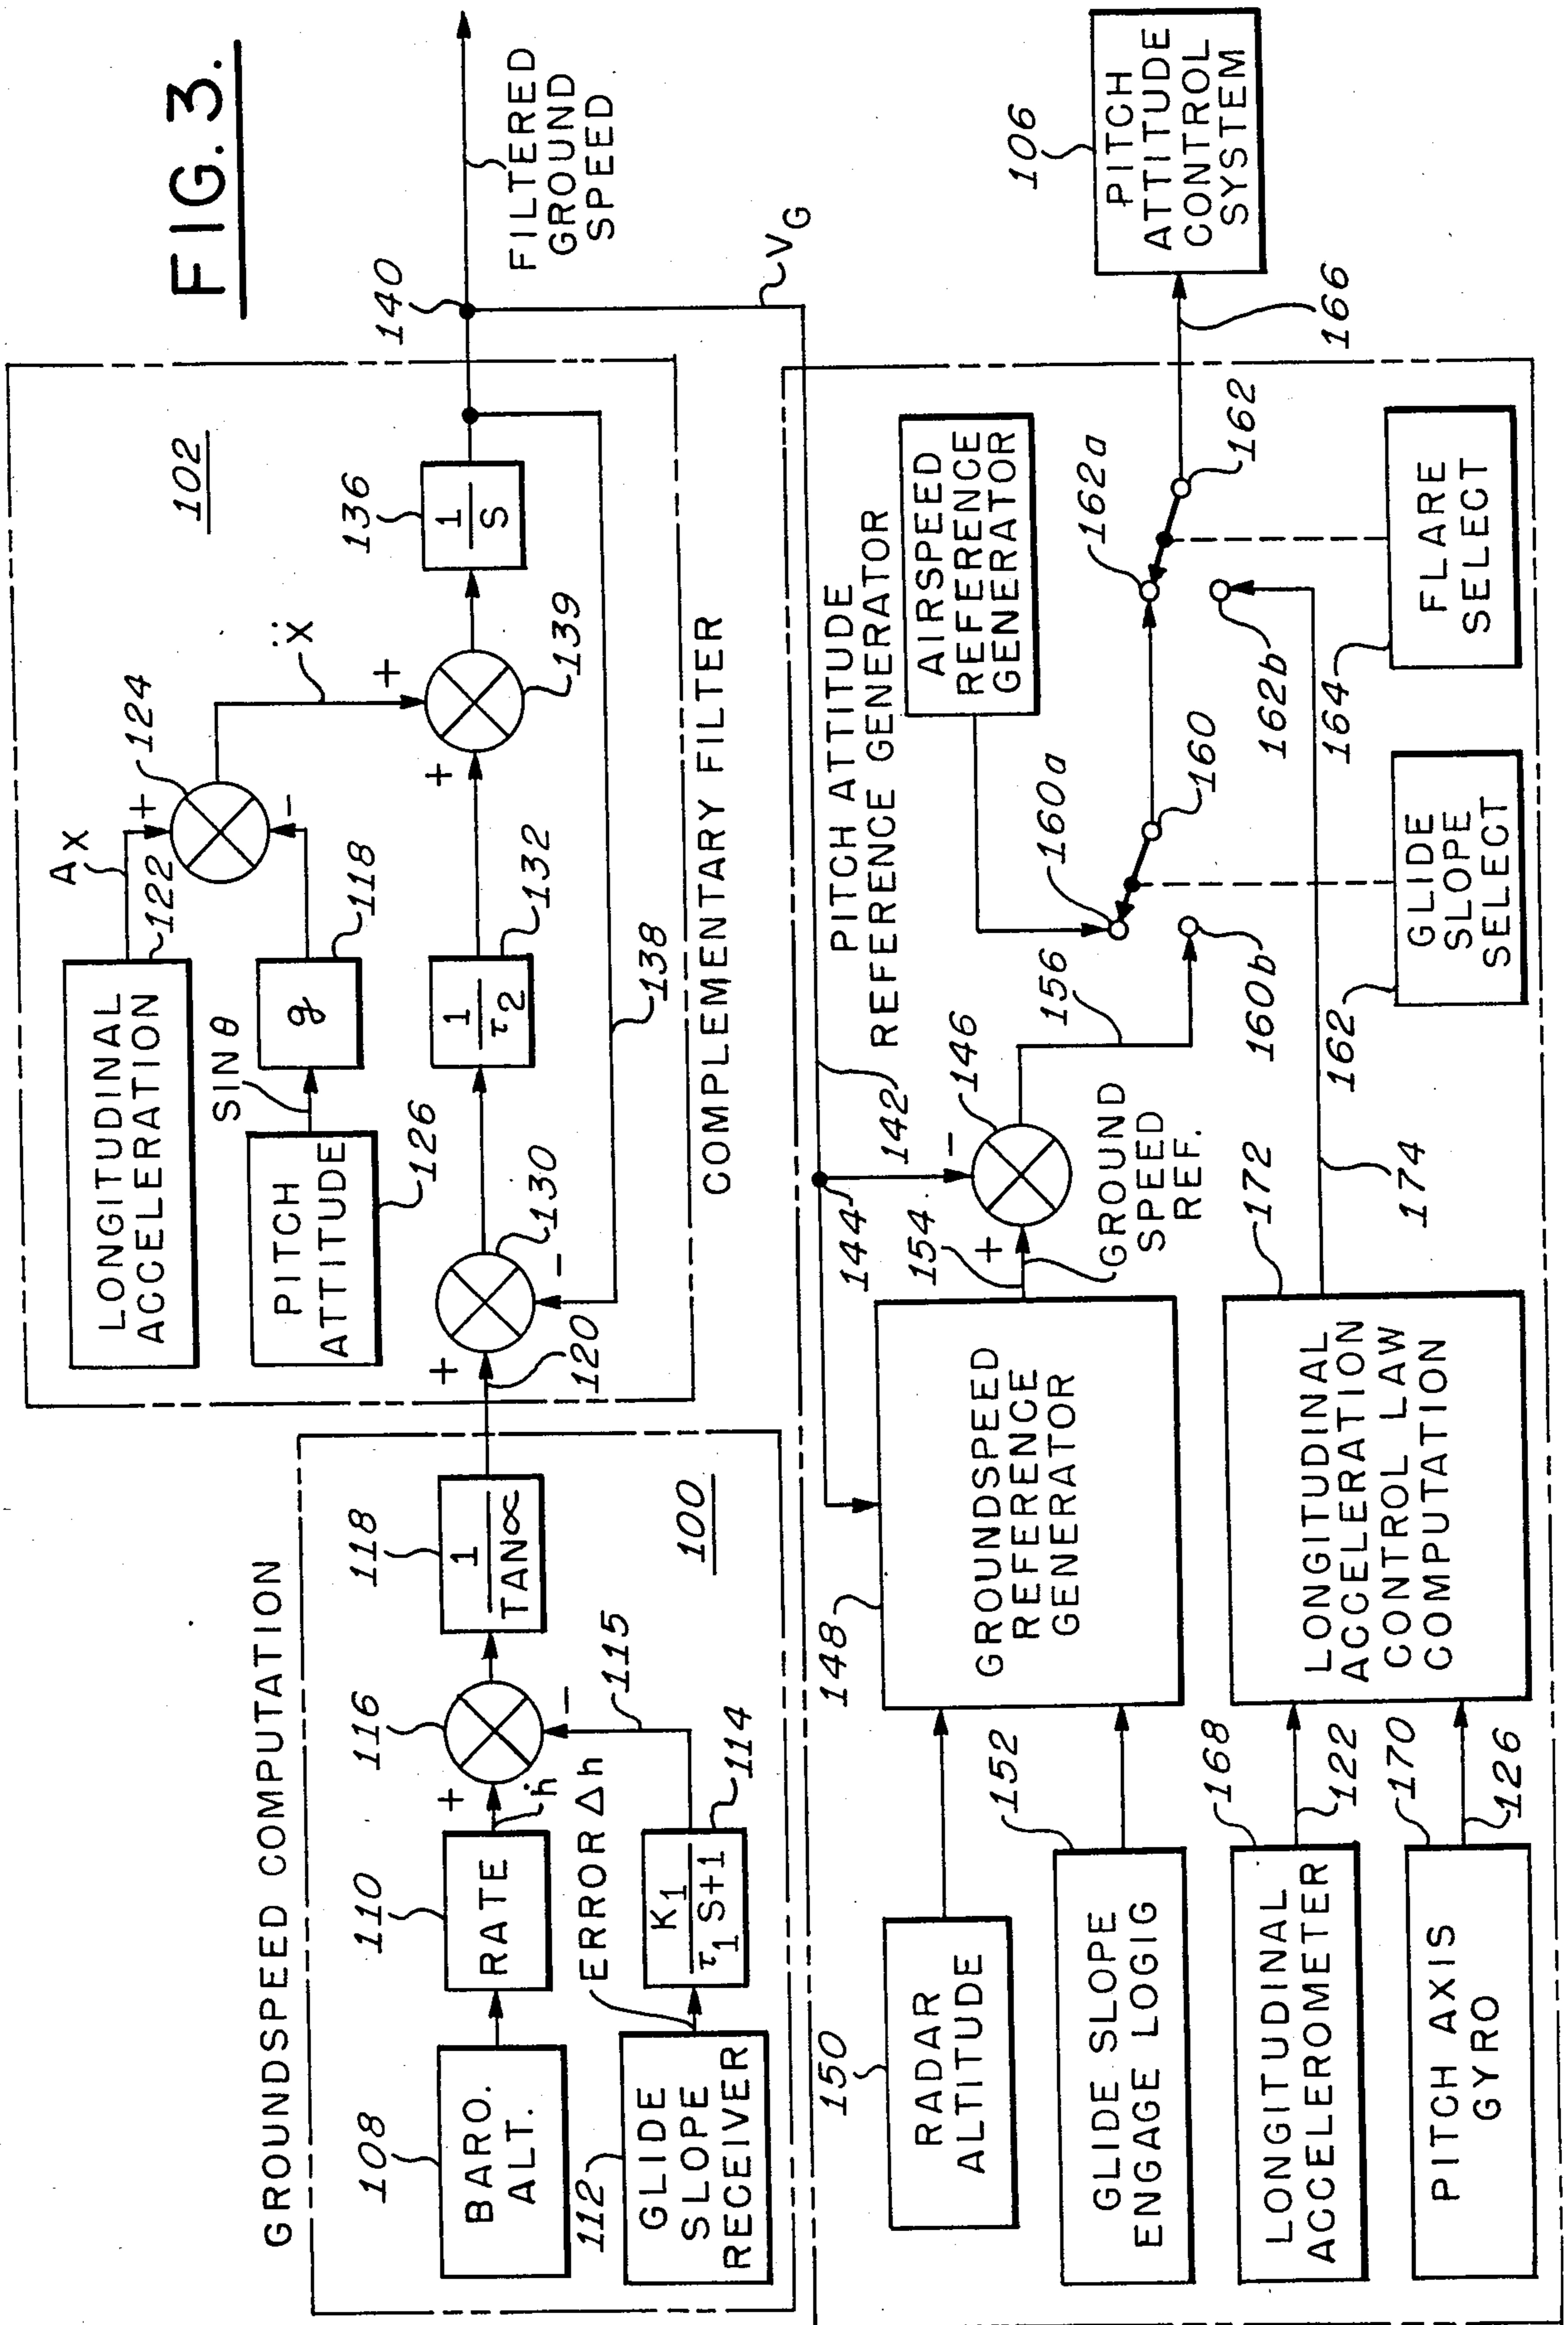 FIG. 3.
GROUNDSPEED COMPUTATION
100
108
BARO.
ALT.
110
RATE
ḣ
+
116
-
115
118
1
TAN∝
112
GLIDE
SLOPE
RECEIVER
ERROR Δh
K1
τ1 S+1
114
102
COMPLEMENTARY FILTER
LONGITUDINAL
ACCELERATION
122
AX
+
124
-
Ẍ
PITCH
ATTITUDE
126
SIN θ
g
118
120
+
130
-
1
τ2
132
+
+
139
136
1
S
138
140
FILTERED
GROUND
SPEED
VG
PITCH ATTITUDE
REFERENCE GENERATOR
142
144
-
146
+
154
GROUND
SPEED
REF.
156
148
GROUNDSPEED
REFERENCE
GENERATOR
150
RADAR
ALTITUDE
152
GLIDE SLOPE
ENGAGE LOGIC
AIRSPEED
REFERENCE
GENERATOR
160a
160
160b
162a
162
162b
166
106
PITCH
ATTITUDE
CONTROL
SYSTEM
168
LONGITUDINAL
ACCELEROMETER
122
170
PITCH AXIS
GYRO
126
172
LONGITUDINAL
ACCELERATION
CONTROL LAW
COMPUTATION
174
162
GLIDE
SLOPE
SELECT
164
FLARE
SELECT